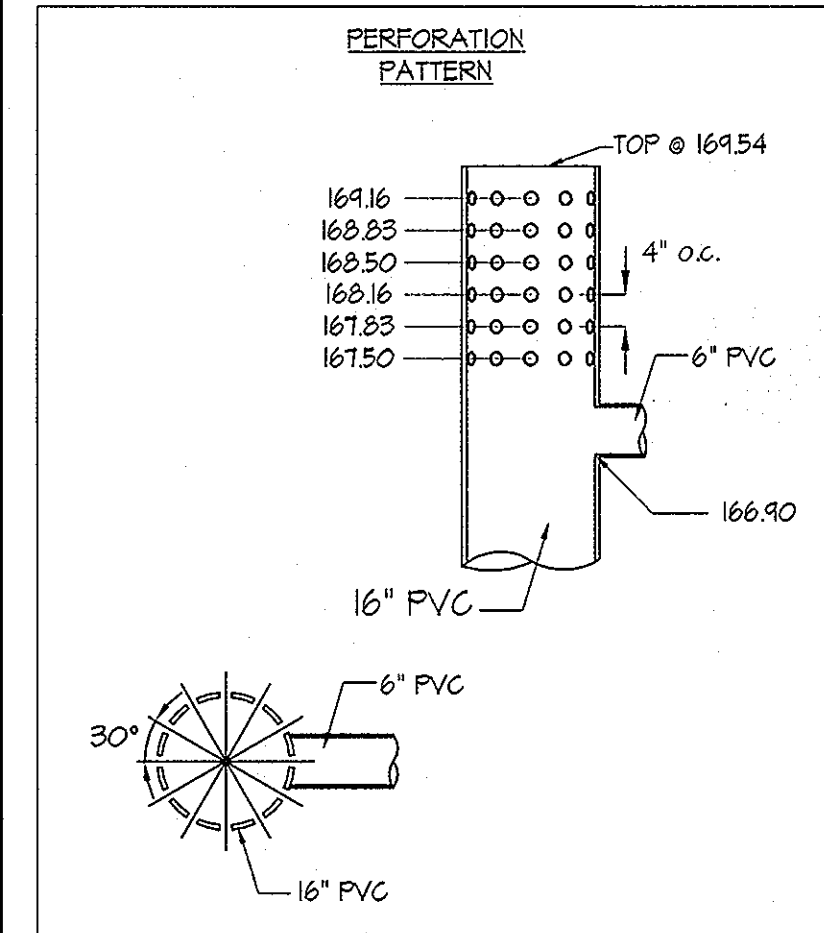 PERFORATION
PATTERN
TOP @ 169.54
169.16
168.83
168.50
168.16
167.83
167.50
4" O.C.
6" PVC
166.90
16" PVC
6" PVC
30°
16" PVC